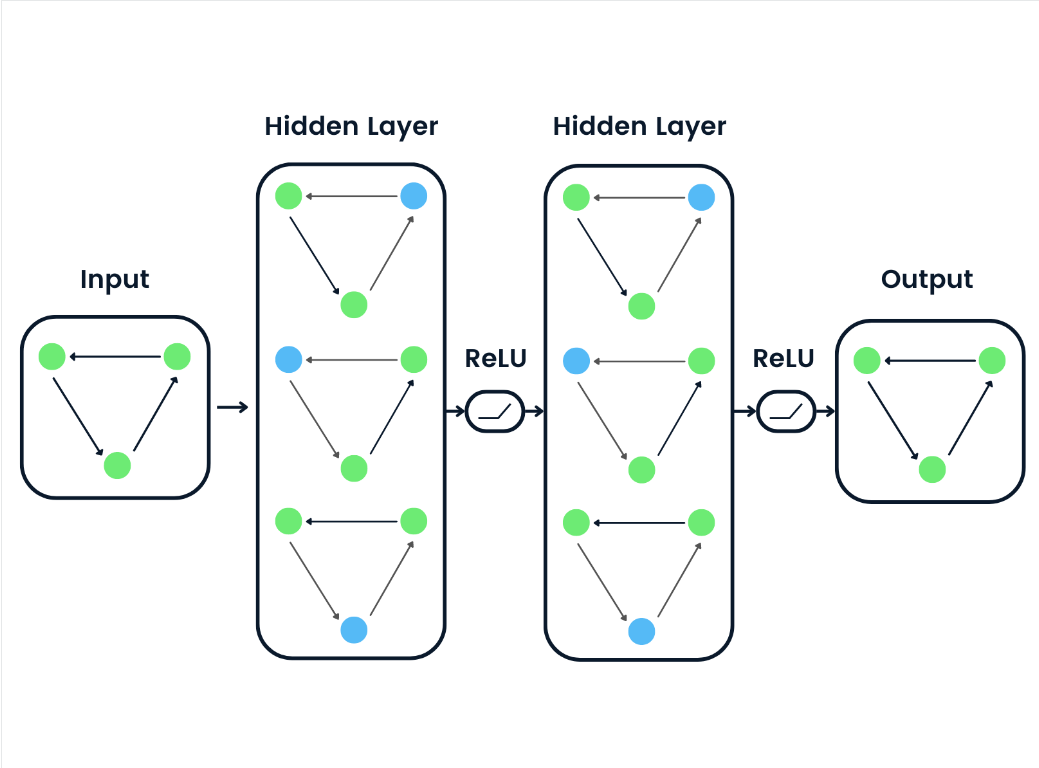 Hidden Layer
Hidden Layer
Input
Output
ReLU
ReLU